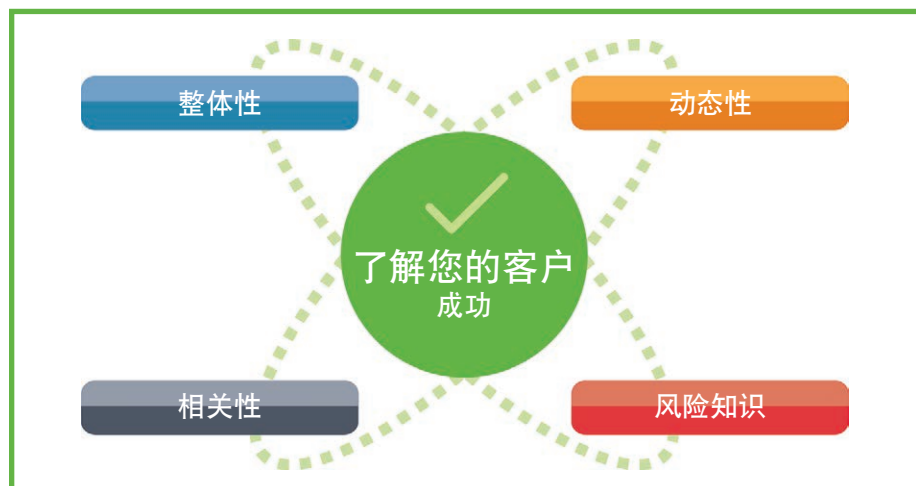 整体性
动态性
了解您的客户
成功
相关性
风险知识